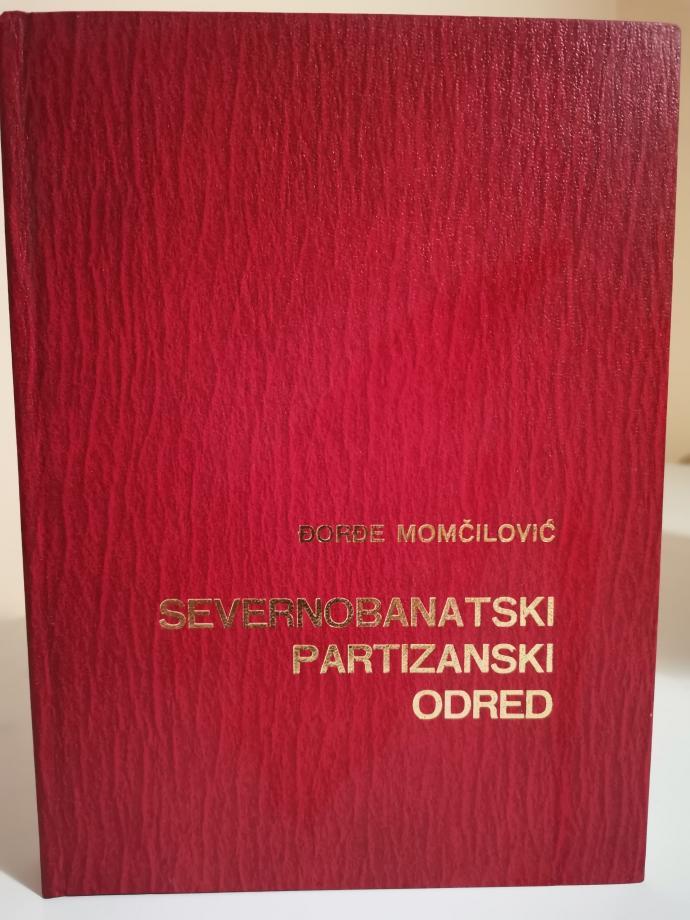 ĐORĐE MOMČILOVIĆ
SEVERNOBANATSKI
PARTIZANSKI
ODRED